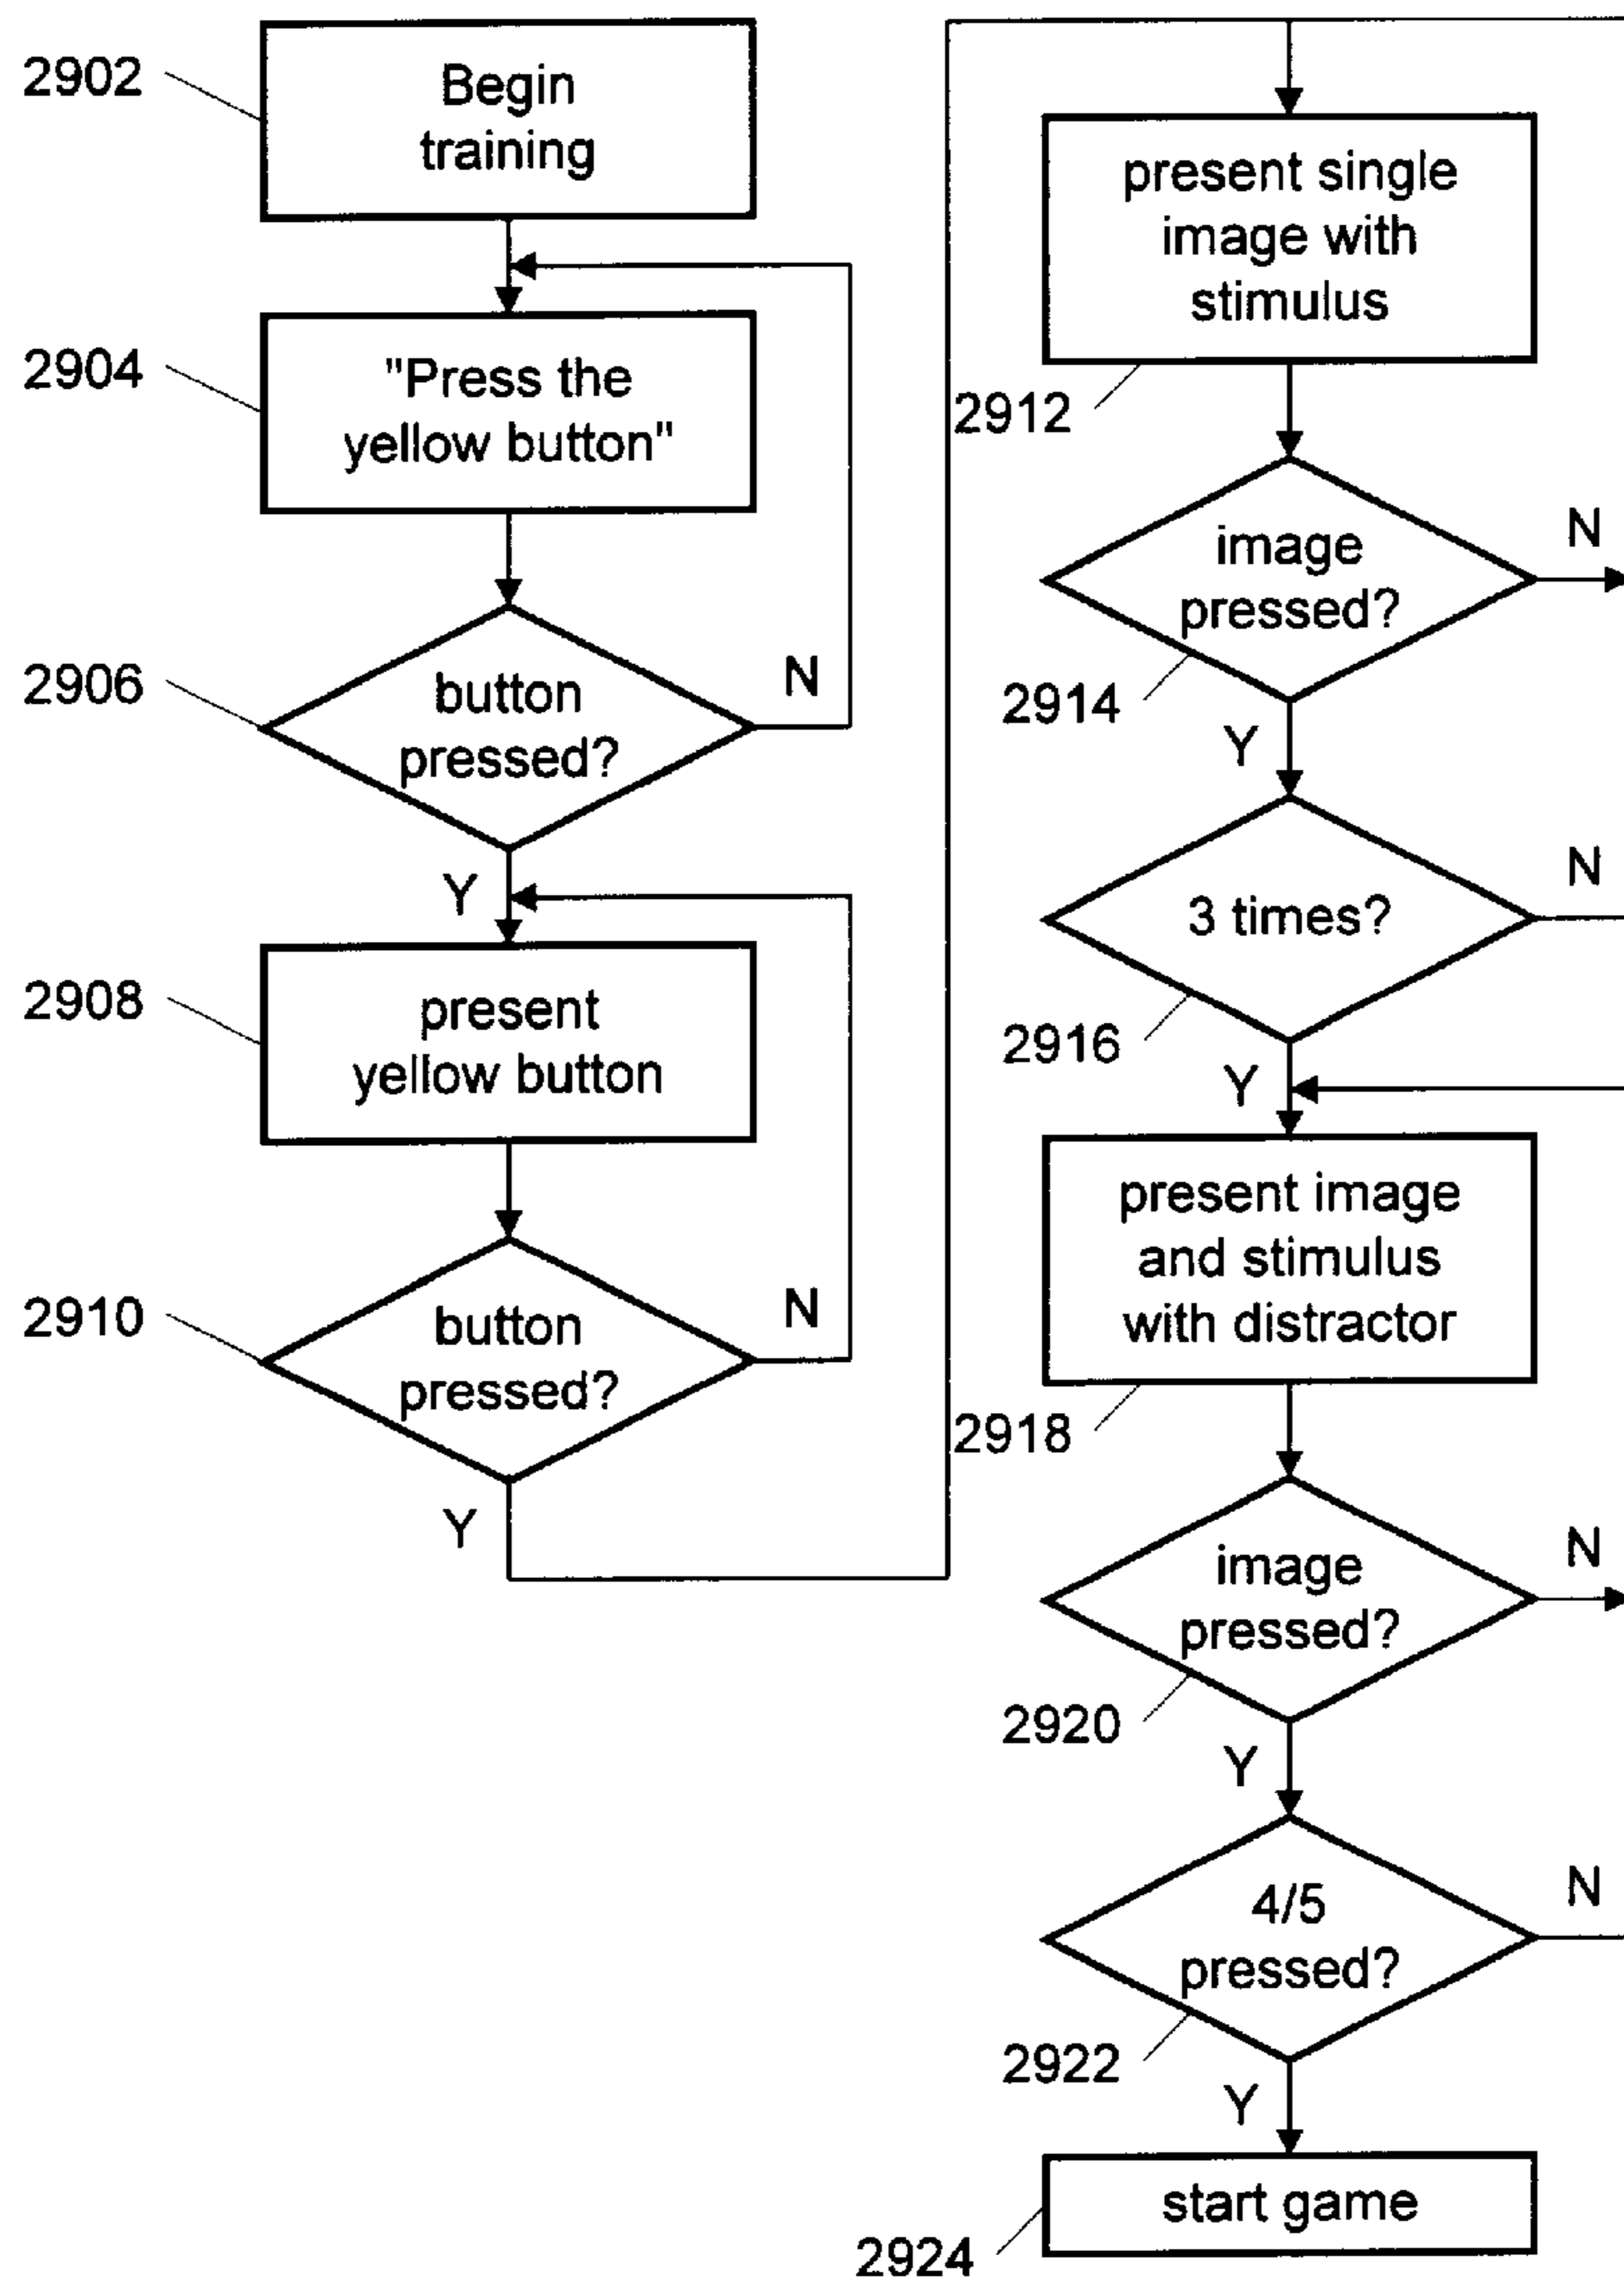 2902
Begin
training
2904
"Press the
yellow button"
2906
button
pressed?
N
Y
2908
present
yellow button
2910
button
pressed?
N
Y
present single
image with
stimulus
2912
image
pressed?
N
2914
Y
3 times?
N
2916
Y
present image
and stimulus
with distractor
2918
image
pressed?
N
2920
Y
4/5
pressed?
N
2922
Y
start game
2924